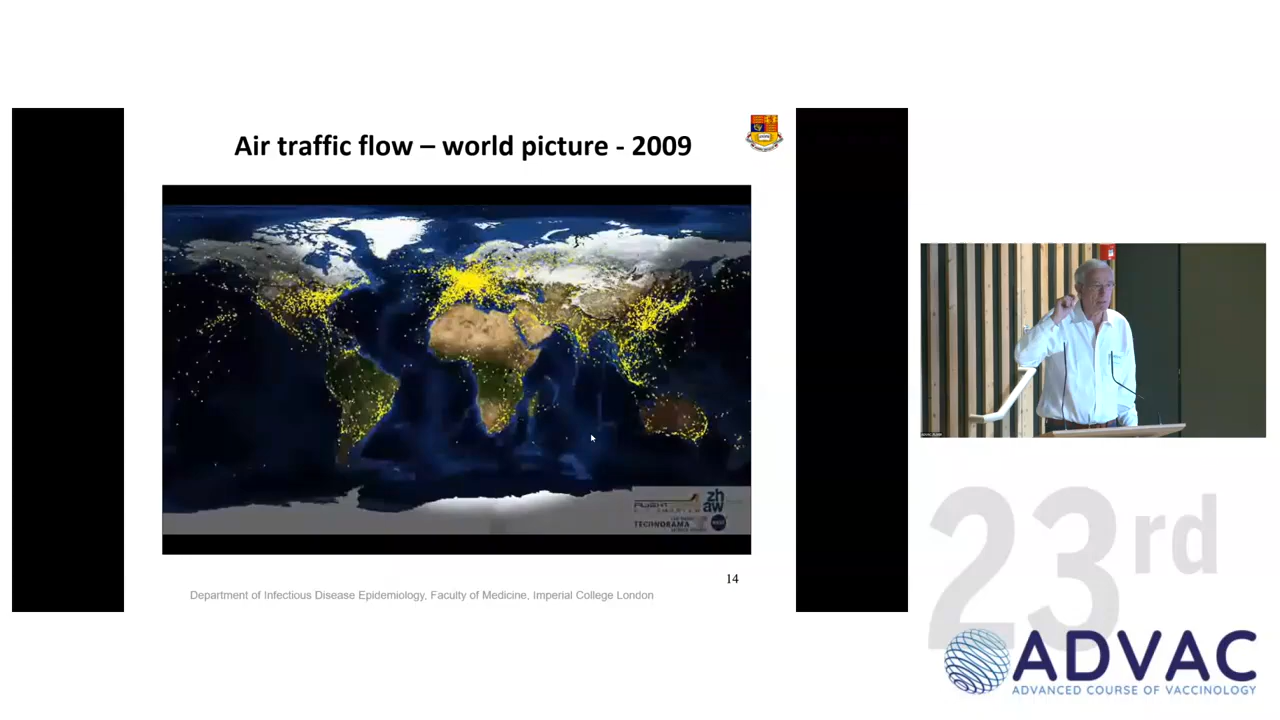 Air traffic flow – world picture - 2009
zh
aw
TECHNORAMA
14
Department of Infectious Disease Epidemiology, Faculty of Medicine, Imperial College London
23rd
ADVAC
ADVANCED COURSE OF VACCINOLOGY